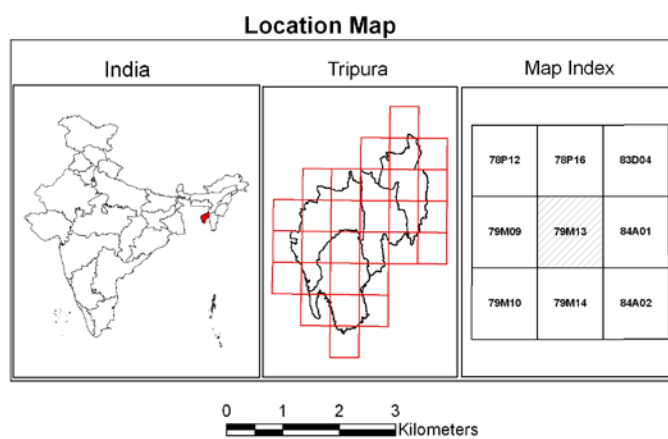 Location Map
India
Tripura
Map Index
78P12 78P16 83D04
79M09 79M13 84A01
79M10 79M14 84A02
0 1 2 3
Kilometers